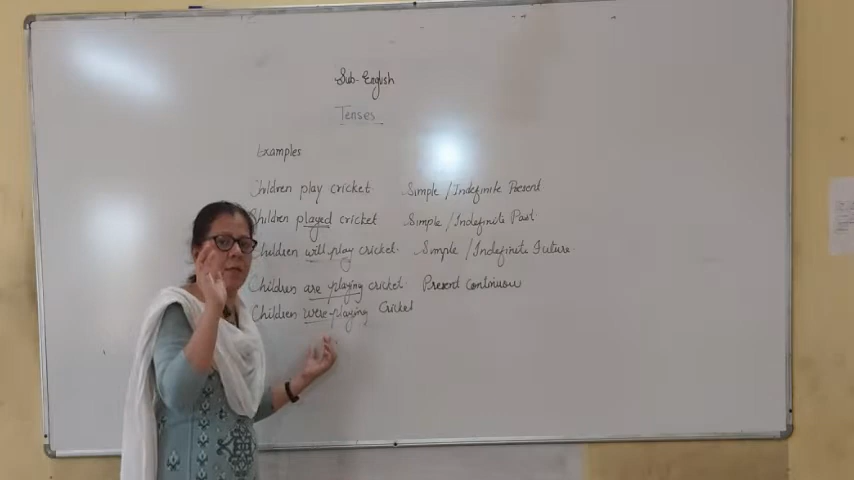 Sub- English
Tenses
Examples
Children play cricket. Simple / Indefinite Present
Children played cricket Simple / Indefinite Past
Children will play cricket. Simple / Indefinite Future.
Children are playing cricket. Present Continuous
Children were playing Cricket